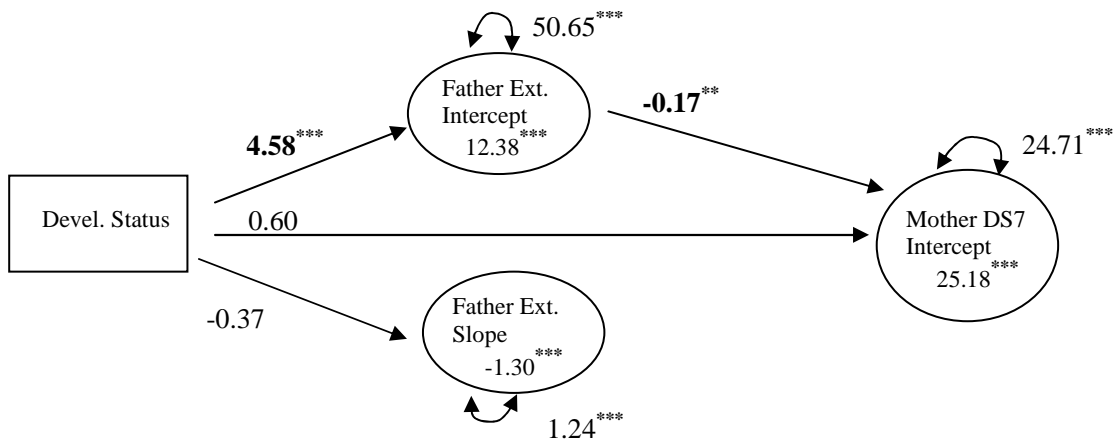 50.65***
Father Ext.
Intercept
12.38***
4.58***
-0.17**
24.71***
Devel. Status
0.60
Mother DS7
Intercept
25.18***
-0.37
Father Ext.
Slope
-1.30***
1.24***